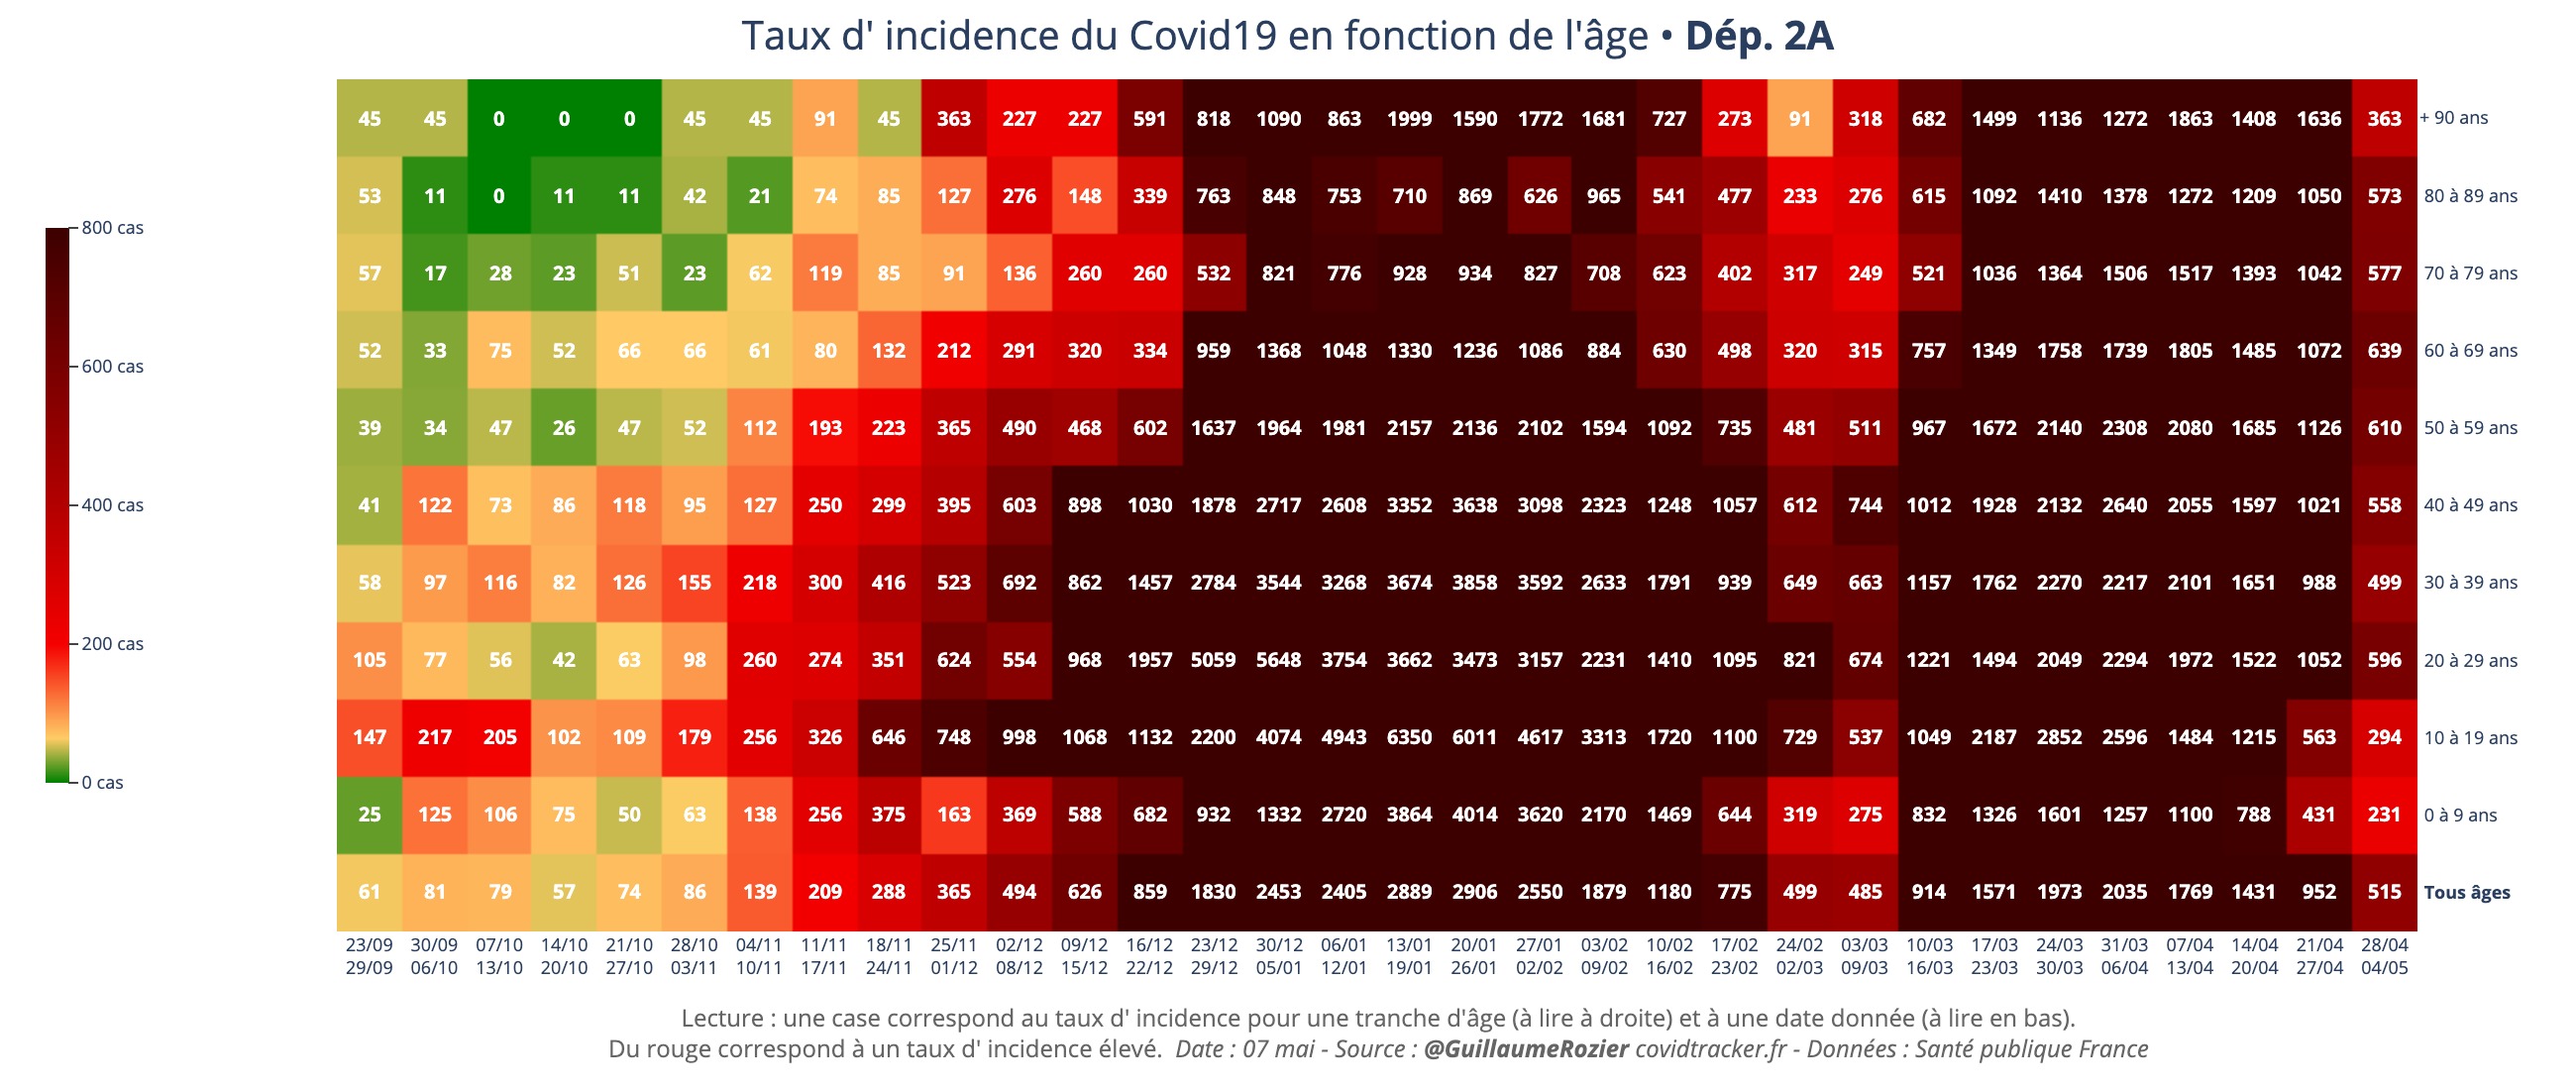 Taux d' incidence du Covid19 en fonction de l'âge • Dép. 2A
800 cas
600 cas
400 cas
200 cas
0 cas
45 45 0 0 0 45 45 91 45 363 227 227 591 818 1090 863 1999 1590 1772 1681 727 273 91 318 682 1499 1136 1272 1863 1408 1636 363 + 90 ans
53 11 0 11 11 42 21 74 85 127 276 148 339 763 848 753 710 869 626 965 541 477 233 276 615 1092 1410 1378 1272 1209 1050 573 80 à 89 ans
57 17 28 23 51 23 62 119 85 91 136 260 260 532 821 776 928 934 827 708 623 402 317 249 521 1036 1364 1506 1517 1393 1042 577 70 à 79 ans
52 33 75 52 66 66 61 80 132 212 291 320 334 959 1368 1048 1330 1236 1086 884 630 498 320 315 757 1349 1758 1739 1805 1485 1072 639 60 à 69 ans
39 34 47 26 47 52 112 193 223 365 490 468 602 1637 1964 1981 2157 2136 2102 1594 1092 735 481 511 967 1672 2140 2308 2080 1685 1126 610 50 à 59 ans
41 122 73 86 118 95 127 250 299 395 603 898 1030 1878 2717 2608 3352 3638 3098 2323 1248 1057 612 744 1012 1928 2132 2640 2055 1597 1021 558 40 à 49 ans
58 97 116 82 126 155 218 300 416 523 692 862 1457 2784 3544 3268 3674 3858 3592 2633 1791 939 649 663 1157 1762 2270 2217 2101 1651 988 499 30 à 39 ans
105 77 56 42 63 98 260 274 351 624 554 968 1957 5059 5648 3754 3662 3473 3157 2231 1410 1095 821 674 1221 1494 2049 2294 1972 1522 1052 596 20 à 29 ans
147 217 205 102 109 179 256 326 646 748 998 1068 1132 2200 4074 4943 6350 6011 4617 3313 1720 1100 729 537 1049 2187 2852 2596 1484 1215 563 294 10 à 19 ans
25 125 106 75 50 63 138 256 375 163 369 588 682 932 1332 2720 3864 4014 3620 2170 1469 644 319 275 832 1326 1601 1257 1100 788 431 231 0 à 9 ans
61 81 79 57 74 86 139 209 288 365 494 626 859 1830 2453 2405 2889 2906 2550 1879 1180 775 499 485 914 1571 1973 2035 1769 1431 952 515 Tous âges
23/09 30/09 07/10 14/10 21/10 28/10 04/11 11/11 18/11 25/11 02/12 09/12 16/12 23/12 30/12 06/01 13/01 20/01 27/01 03/02 10/02 17/02 24/02 03/03 10/03 17/03 24/03 31/03 07/04 14/04 21/04 28/04
29/09 06/10 13/10 20/10 27/10 03/11 10/11 17/11 24/11 01/12 08/12 15/12 22/12 29/12 05/01 12/01 19/01 26/01 02/02 09/02 16/02 23/02 02/03 09/03 16/03 23/03 30/03 06/04 13/04 20/04 27/04 04/05
Lecture : une case correspond au taux d' incidence pour une tranche d'âge (à lire à droite) et à une date donnée (à lire en bas).
Du rouge correspond à un taux d' incidence élevé. Date : 07 mai - Source : @GuillaumeRozier covidtracker.fr - Données : Santé publique France